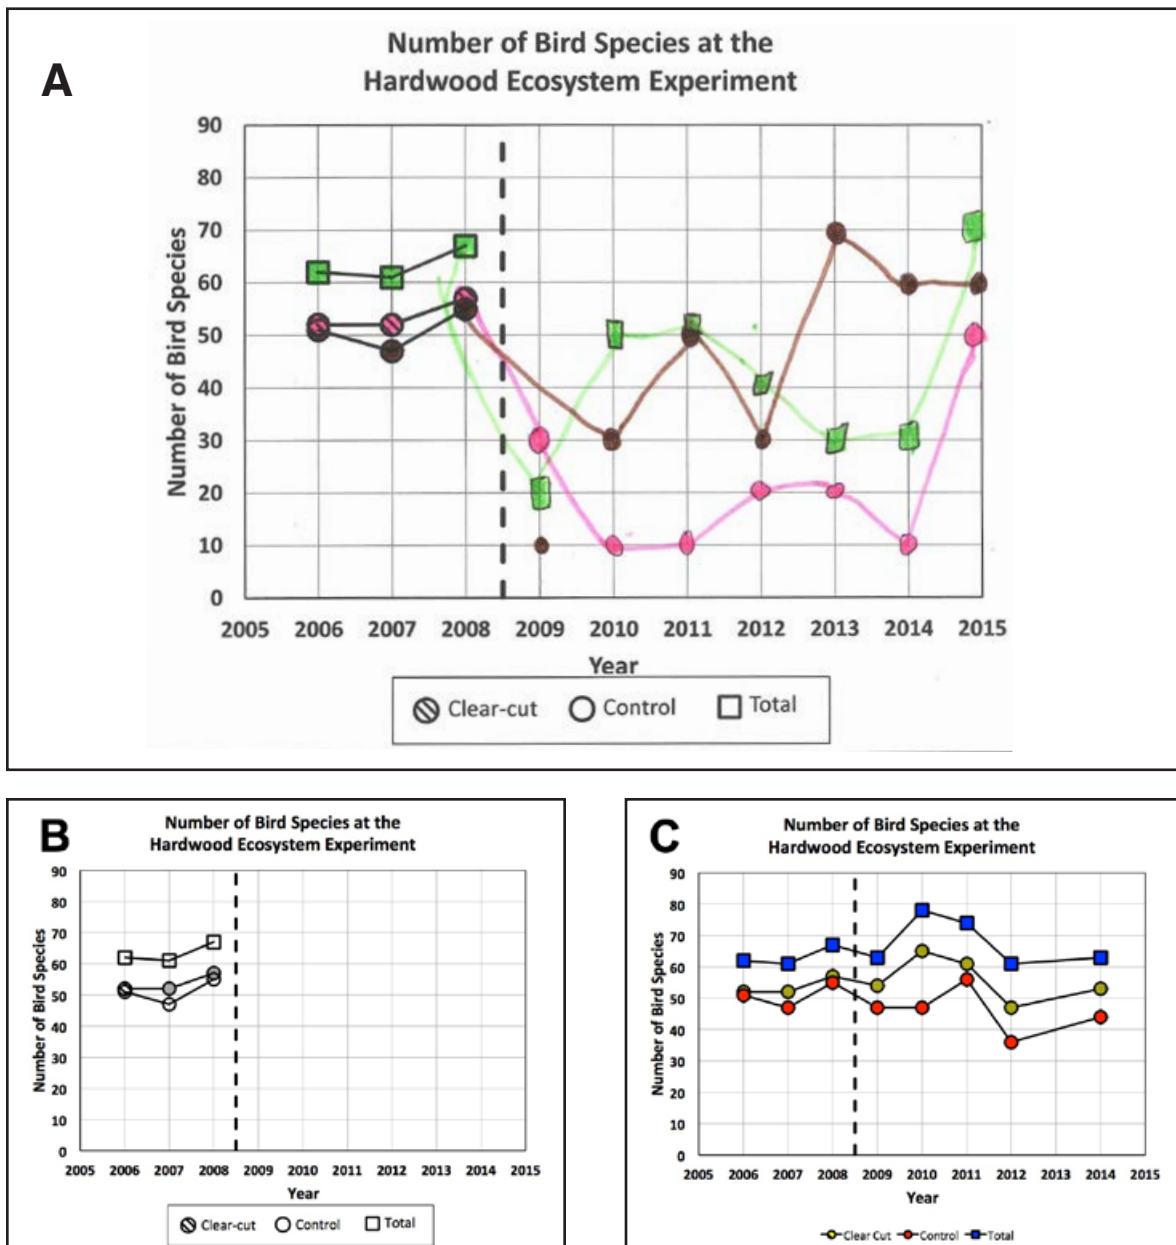 A
Number of Bird Species at the
Hardwood Ecosystem Experiment
Number of Bird Species
90
80
70
60
50
40
30
20
10
0
2005 2006 2007 2008 2009 2010 2011 2012 2013 2014 2015
Year
Clear-cut Control Total
B
Number of Bird Species at the
Hardwood Ecosystem Experiment
Number of Bird Species
90
80
70
60
50
40
30
20
10
0
2005 2006 2007 2008 2009 2010 2011 2012 2013 2014 2015
Year
Clear-cut Control Total
C
Number of Bird Species at the
Hardwood Ecosystem Experiment
Number of Bird Species
90
80
70
60
50
40
30
20
10
0
2005 2006 2007 2008 2009 2010 2011 2012 2013 2014 2015
Year
Clear Cut Control Total